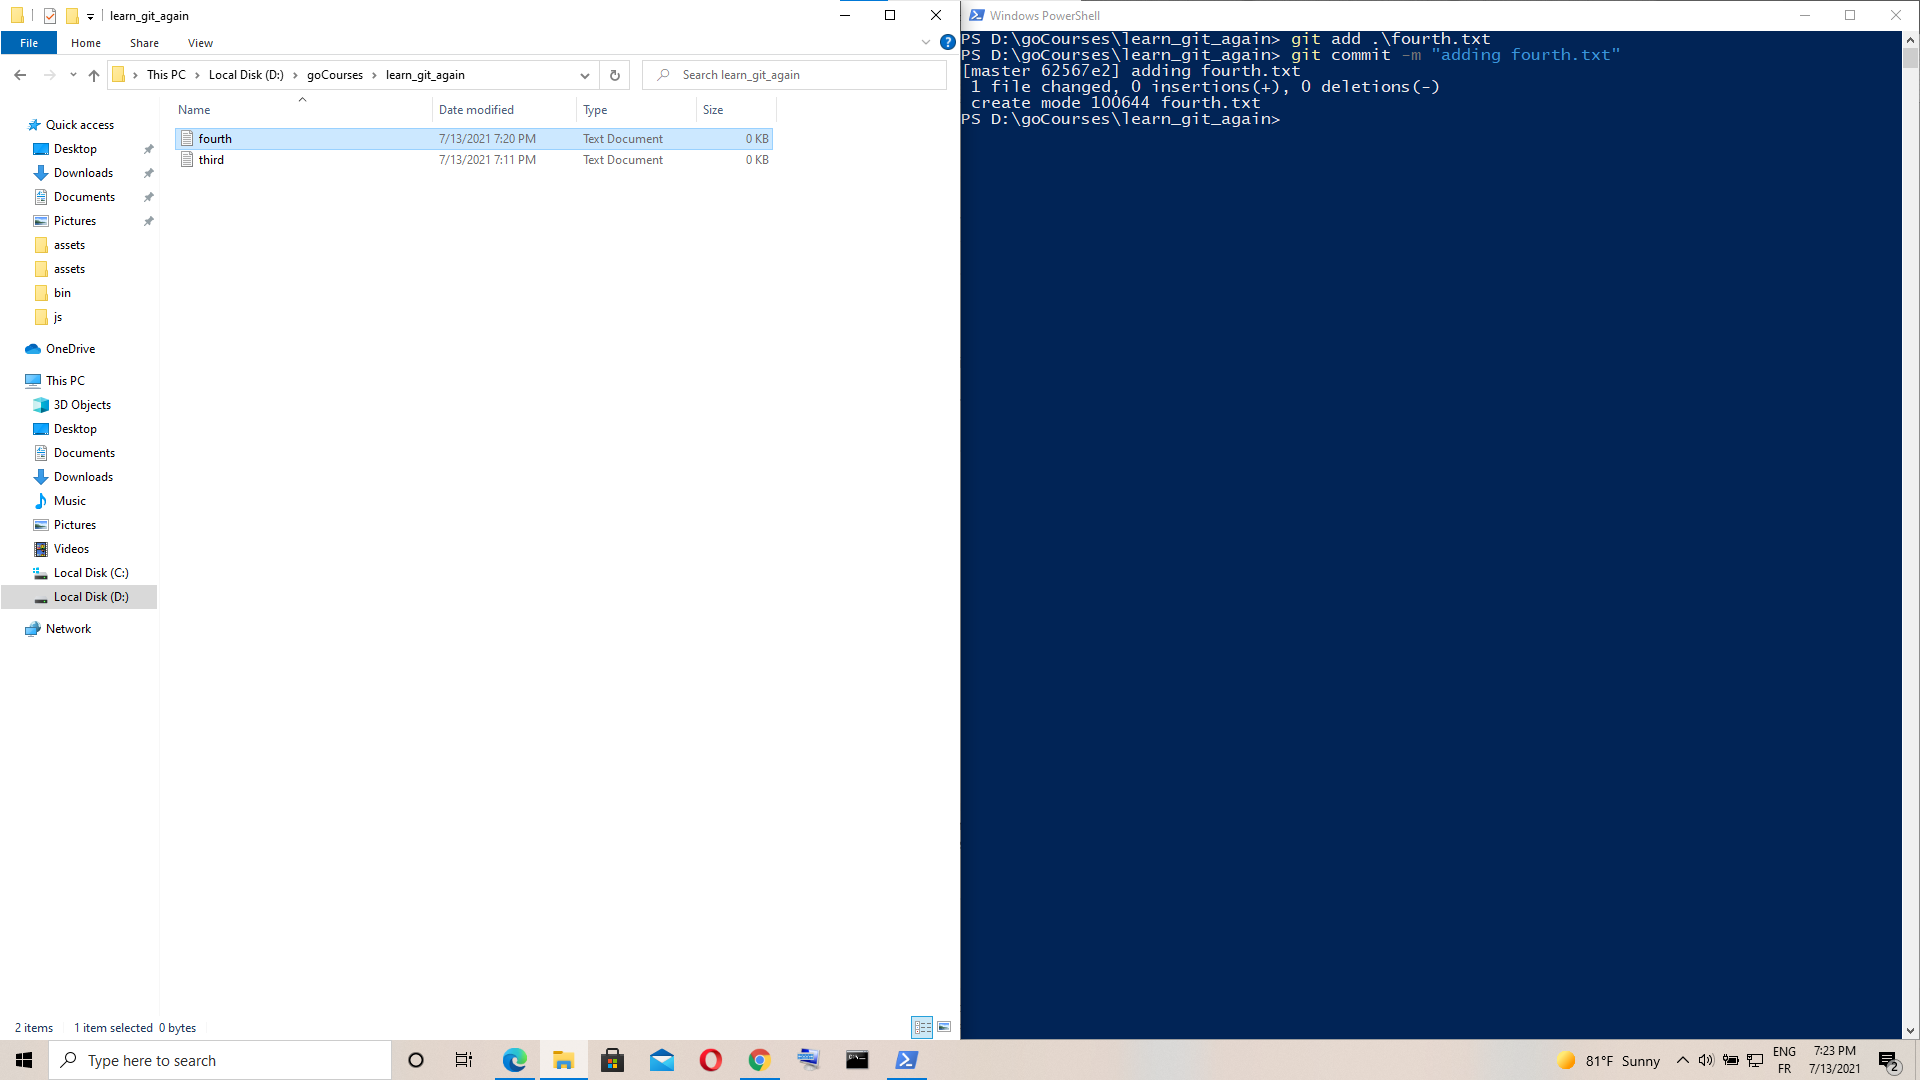 learn_git_again
File Home Share View
This PC Local Disk (D:) goCourses learn_git_again
Search learn_git_again
Name Date modified Type Size
fourth 7/13/2021 7:20 PM Text Document 0 KB
third 7/13/2021 7:11 PM Text Document 0 KB
Quick access
Desktop
Downloads
Documents
Pictures
assets
assets
bin
js
OneDrive
This PC
3D Objects
Desktop
Documents
Downloads
Music
Pictures
Videos
Local Disk (C:)
Local Disk (D:)
Network
2 items 1 item selected 0 bytes
Windows PowerShell
PS D:\goCourses\learn_git_again> git add .\fourth.txt
PS D:\goCourses\learn_git_again> git commit -m "adding fourth.txt"
[master 62567e2] adding fourth.txt
 1 file changed, 0 insertions(+), 0 deletions(-)
 create mode 100644 fourth.txt
PS D:\goCourses\learn_git_again>
Type here to search
81°F Sunny
ENG
FR
7:23 PM
7/13/2021
2